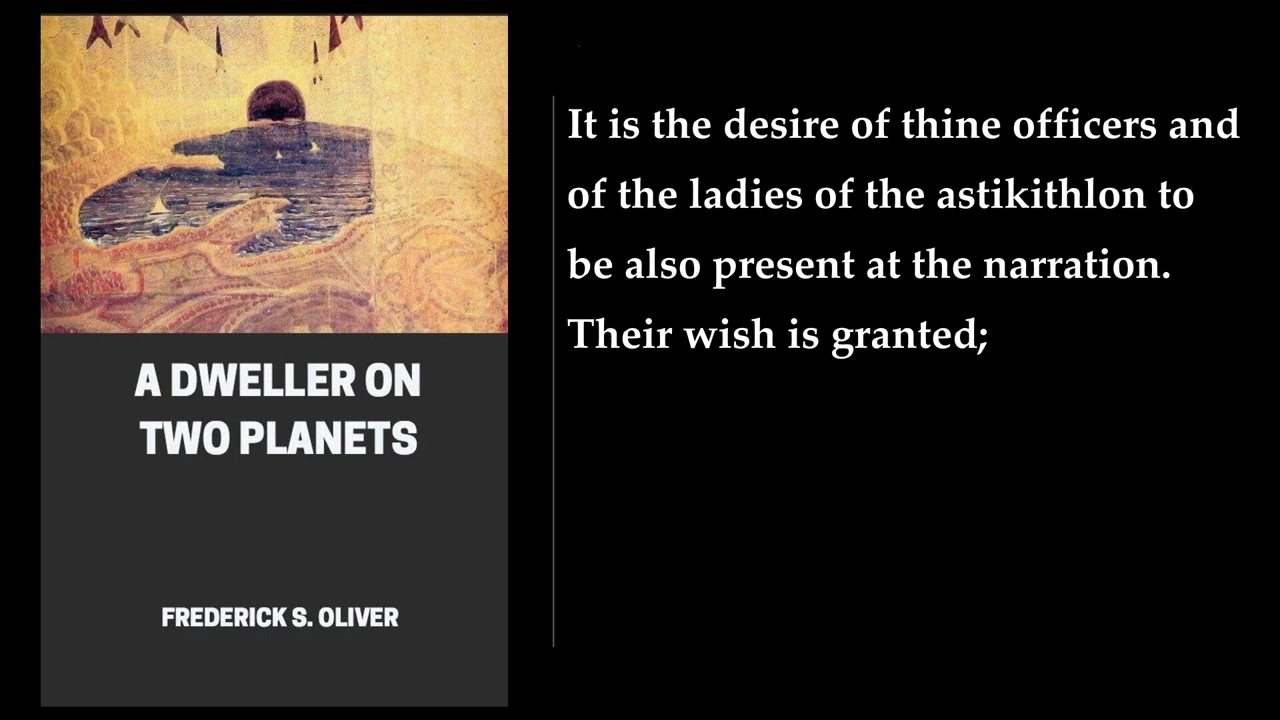 A DWELLER ON
TWO PLANETS
FREDERICK S. OLIVER
It is the desire of thine officers and
of the ladies of the astikithlon to
be also present at the narration.
Their wish is granted;